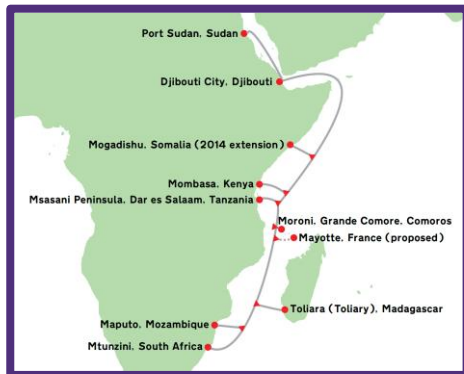 Port Sudan, Sudan
Djibouti City, Djibouti
Mogadishu, Somalia (2014 extension)
Mombasa, Kenya
Msasani Peninsula, Dar es Salaam, Tanzania
Moroni, Grande Comore, Comoros
Mayotte, France (proposed)
Toliara (Toliary), Madagascar
Maputo, Mozambique
Mtunzini, South Africa